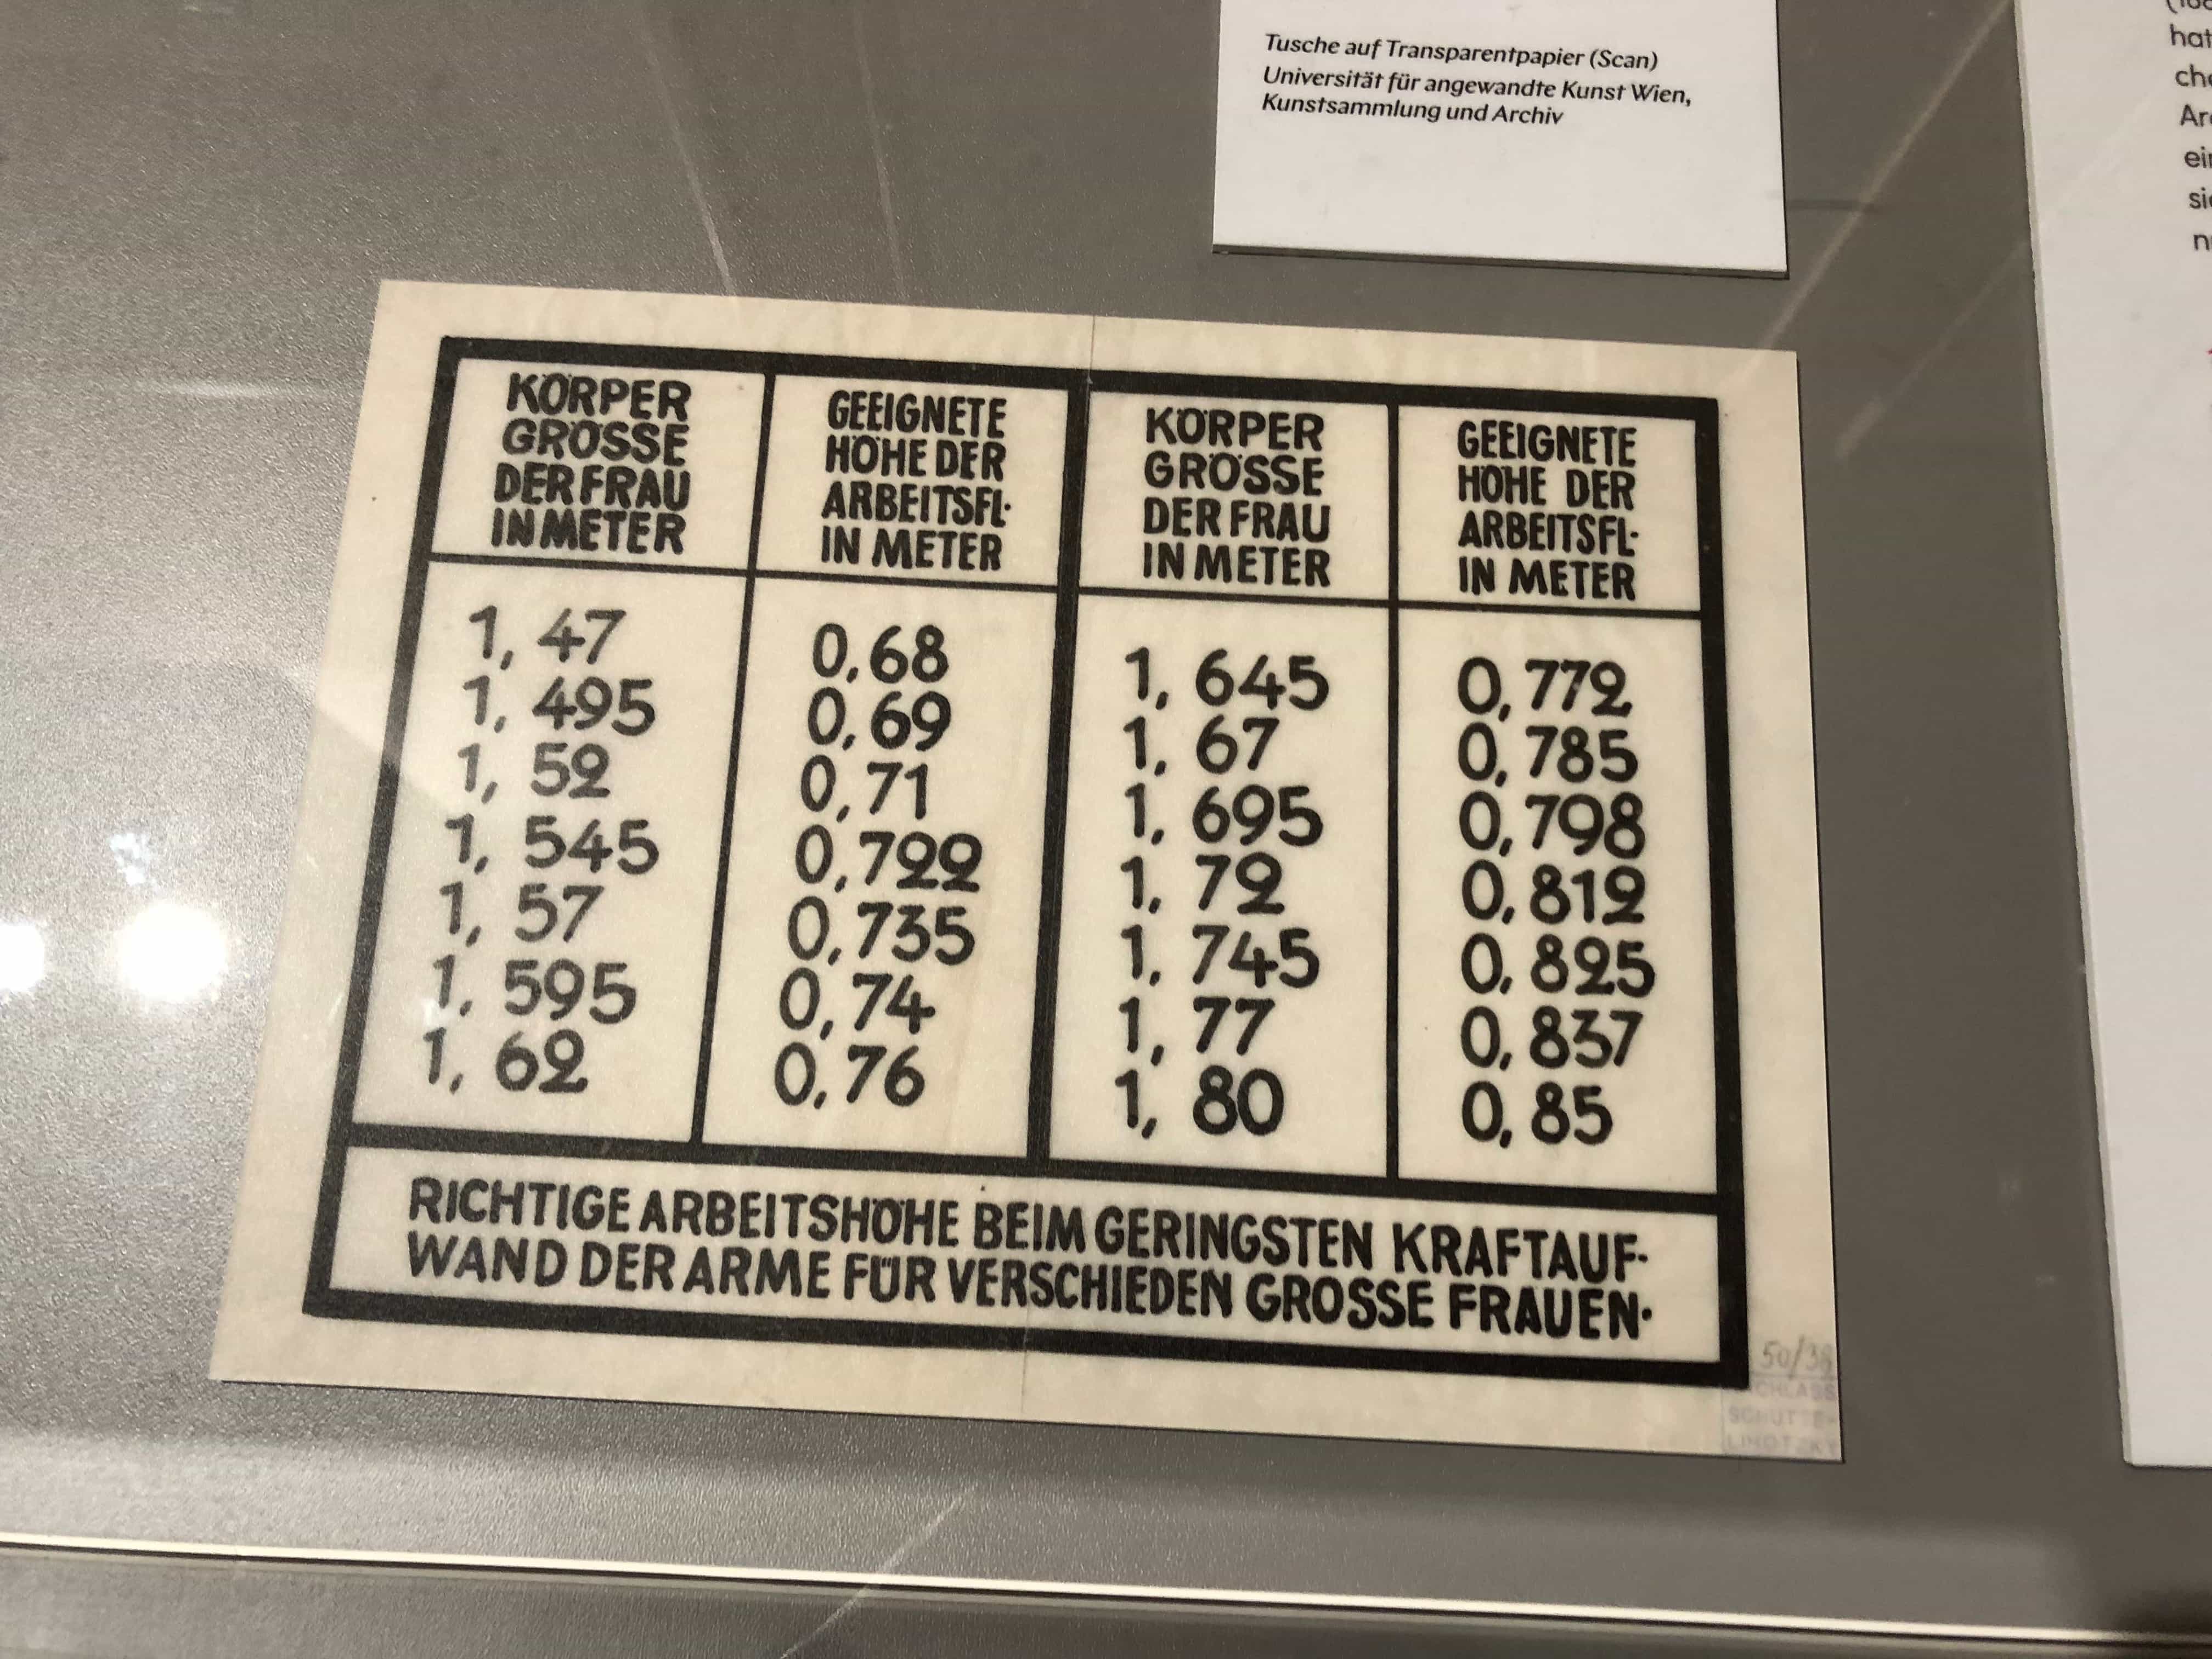 Tusche auf Transparentpapier (Scan)
Universität für angewandte Kunst Wien,
Kunstsammlung und Archiv
KÖRPER
GRÖSSE
DER FRAU
IN METER
GEEIGNETE
HÖHE DER
ARBEITSFL.
IN METER
KÖRPER
GRÖSSE
DER FRAU
IN METER
GEEIGNETE
HÖHE DER
ARBEITSFL.
IN METER
1,47 0,68 1,645 0,772
1,495 0,69 1,67 0,785
1,52 0,71 1,695 0,798
1,545 0,722 1,72 0,812
1,57 0,735 1,745 0,825
1,595 0,74 1,77 0,837
1,62 0,76 1,80 0,85
RICHTIGE ARBEITSHÖHE BEIM GERINGSTEN KRAFTAUF-
WAND DER ARME FÜR VERSCHIEDEN GROSSE FRAUEN.
SCHÜTTE-
LIHOTZKY